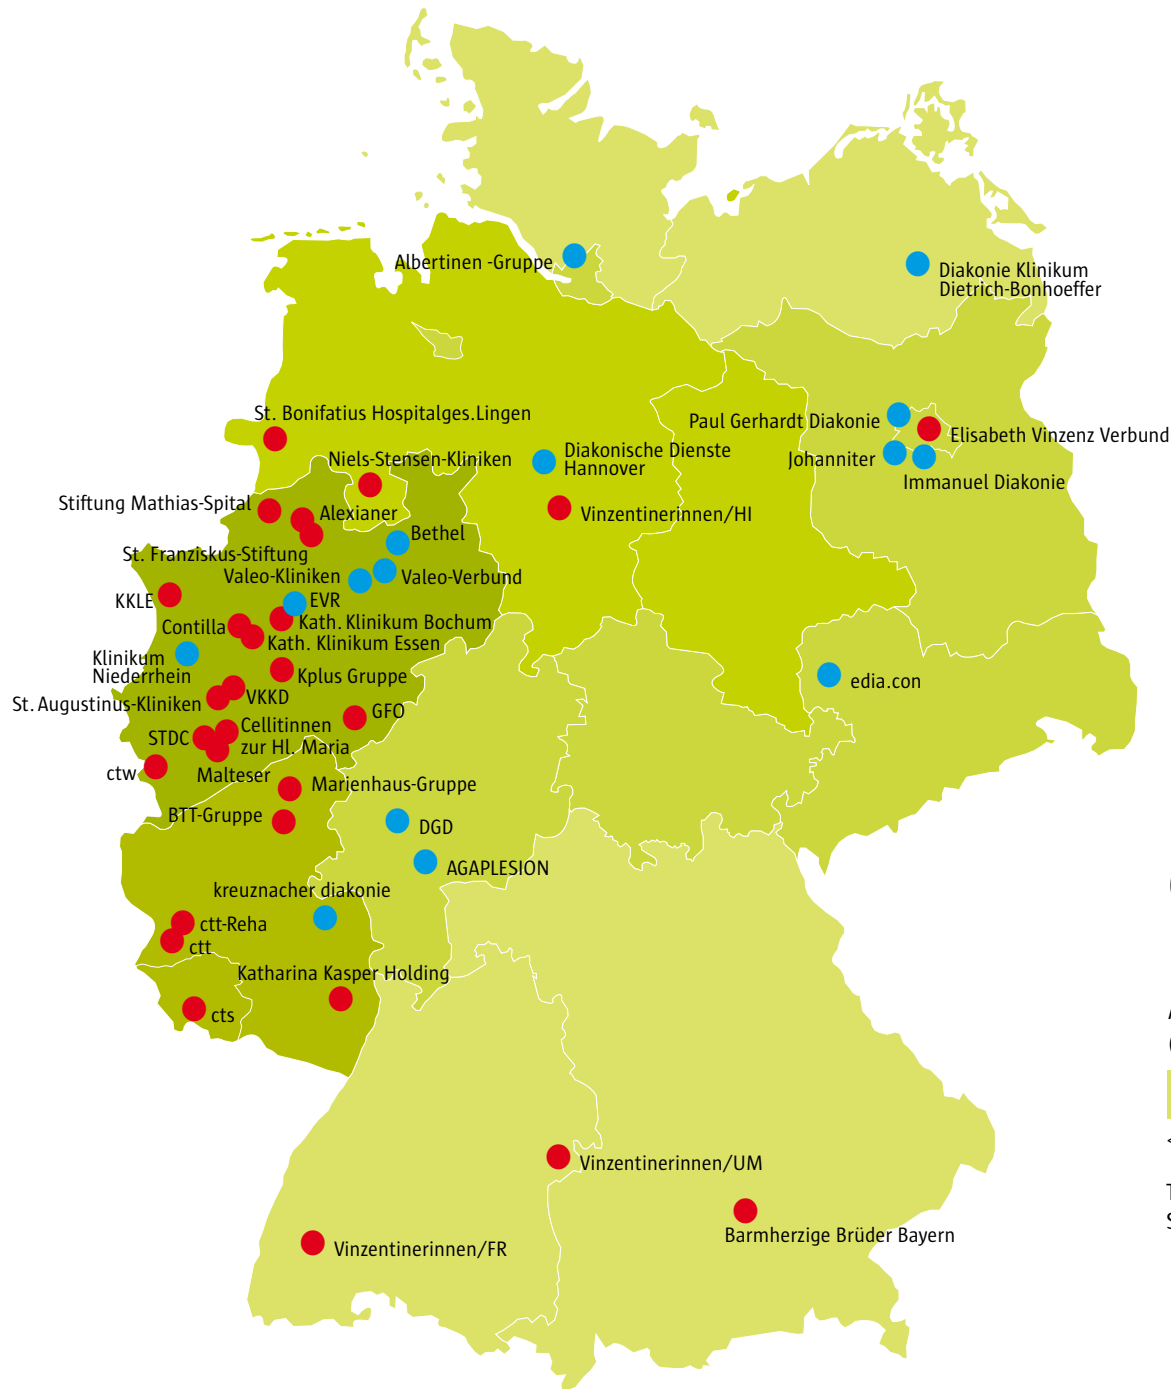 Albertinen -Gruppe
Diakonie Klinikum
Dietrich-Bonhoeffer
St. Bonifatius Hospitalges.Lingen
Paul Gerhardt Diakonie
Elisabeth Vinzenz Verbund
Niels-Stensen-Kliniken
Diakonische Dienste
Hannover
Johanniter
Immanuel Diakonie
Stiftung Mathias-Spital
Alexianer
Vinzentinerinnen/HI
Bethel
St. Franziskus-Stiftung
Valeo-Kliniken
Valeo-Verbund
KKLE
EVR
Contilla
Kath. Klinikum Bochum
Kath. Klinikum Essen
Klinikum
Niederrhein
Kplus Gruppe
edia.con
St. Augustinus-Kliniken
VKKD
GFO
STDC
Cellitinnen
zur Hl. Maria
ctw
Malteser
Marienhaus-Gruppe
BTT-Gruppe
DGD
AGAPLESION
kreuznacher diakonie
ctt-Reha
ctt
Katharina Kasper Holding
cts
Vinzentinerinnen/UM
Barmherzige Brüder Bayern
Vinzentinerinnen/FR